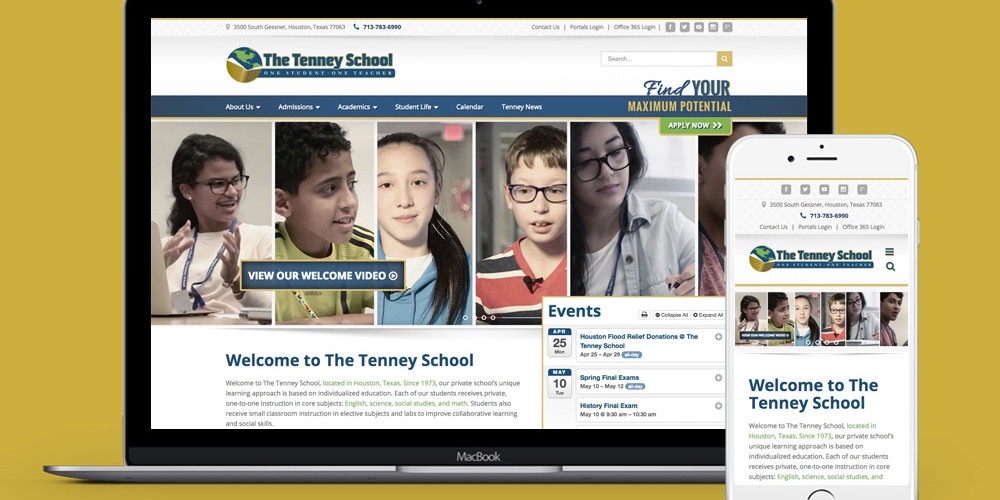 3500 South Gessner, Houston, Texas 77063 713-783-6990 Contact Us | Portals Login | Office 365 Login |
The Tenney School
ONE STUDENT·ONE TEACHER
Search...
Find YOUR
MAXIMUM POTENTIAL
About Us Admissions Academics Student Life Calendar Tenney News
APPLY NOW
VIEW OUR WELCOME VIDEO
Events
Collapse All Expand All
APR
25
Mon
Houston Flood Relief Donations @ The
Tenney School
Apr 25 – Apr 29 all-day
MAY
10
Tue
Spring Final Exams
May 10 – May 12 all-day
History Final Exam
May 10 @ 9:30 am – 10:30 am
Welcome to The Tenney School
Welcome to The Tenney School, located in Houston, Texas. Since 1973, our private school's unique
learning approach is based on individualized education. Each of our students receives private,
one-to-one instruction in core subjects: English, science, social studies, and math. Students also
receive small classroom instruction in elective subjects and labs to improve collaborative learning
and social skills.
MacBook
3500 South Gessner, Houston, Texas 77063
713-783-6990
Contact Us | Portals Login | Office 365 Login
The Tenney School
ONE STUDENT·ONE TEACHER
VIEW OUR WELCOME VIDEO
Welcome to The
Tenney School
Welcome to The Tenney School, located in
Houston, Texas. Since 1973, our private school's
unique learning approach is based on
individualized education. Each of our students
receives private, one-to-one instruction in core
subjects: English, science, social studies, and